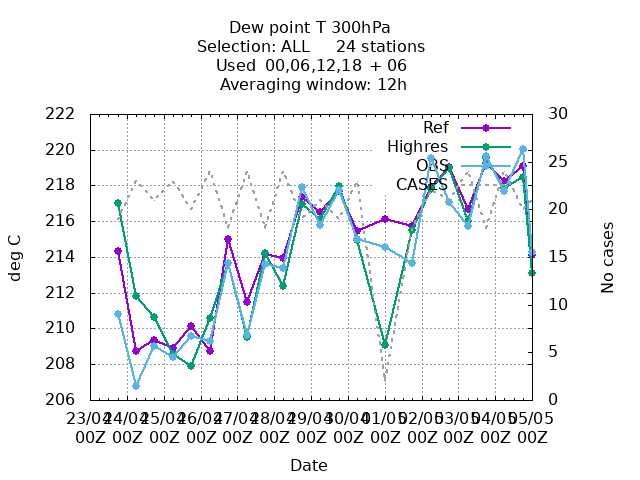 Dew point T 300hPa
Selection: ALL     24 stations
Used  00,06,12,18 + 06
Averaging window: 12h
222
220
218
216
214
212
210
208
206
30
25
20
15
10
5
0
Ref
Highres
OBS
CASES
deg C
No cases
23/04 24/04 25/04 26/04 27/04 28/04 29/04 30/04 01/05 02/05 03/05 04/05 05/05
00Z 00Z 00Z 00Z 00Z 00Z 00Z 00Z 00Z 00Z 00Z 00Z 00Z
Date